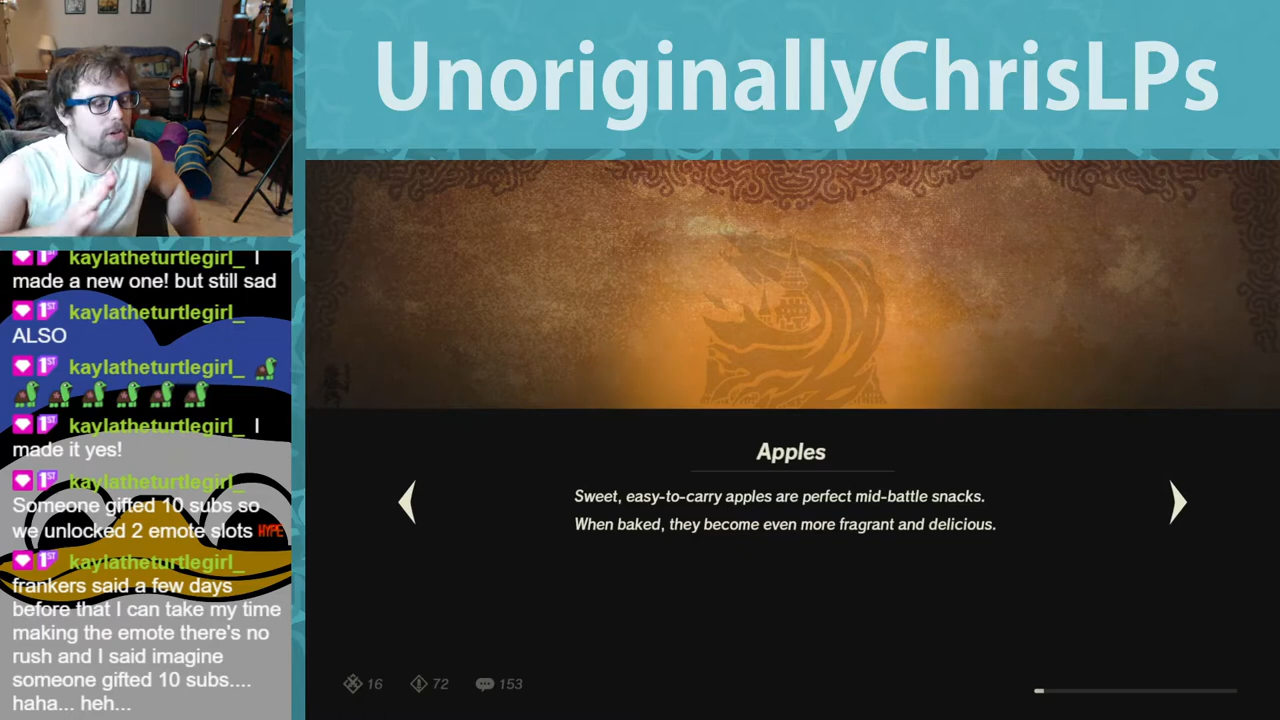 UnoriginallyChrisLPs
kaylatheturtlegirl_ I
made a new one! but still sad
kaylatheturtlegirl_
ALSO
kaylatheturtlegirl_
kaylatheturtlegirl_ I
made it yes!
kaylatheturtlegirl_
Someone gifted 10 subs so
we unlocked 2 emote slots HYPE
kaylatheturtlegirl_
frankers said a few days
before that I can take my time
making the emote there's no
rush and I said imagine
someone gifted 10 subs....
haha... heh...
Apples
Sweet, easy-to-carry apples are perfect mid-battle snacks.
When baked, they become even more fragrant and delicious.
16 72 153